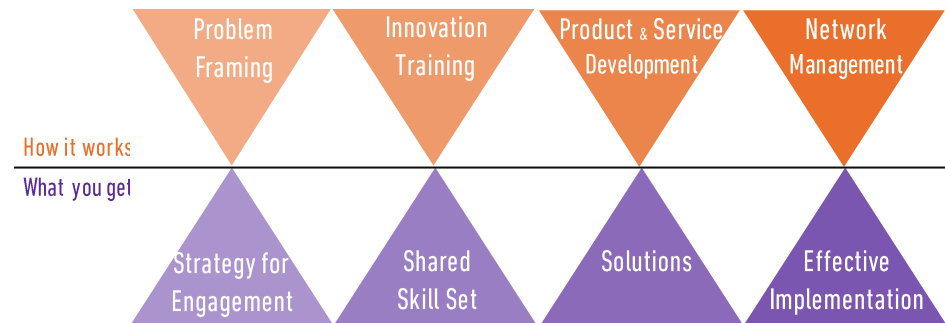 Problem
Framing
Innovation
Training
Product & Service
Development
Network
Management
How it works
What you get
Strategy for
Engagement
Shared
Skill Set
Solutions
Effective
Implementation